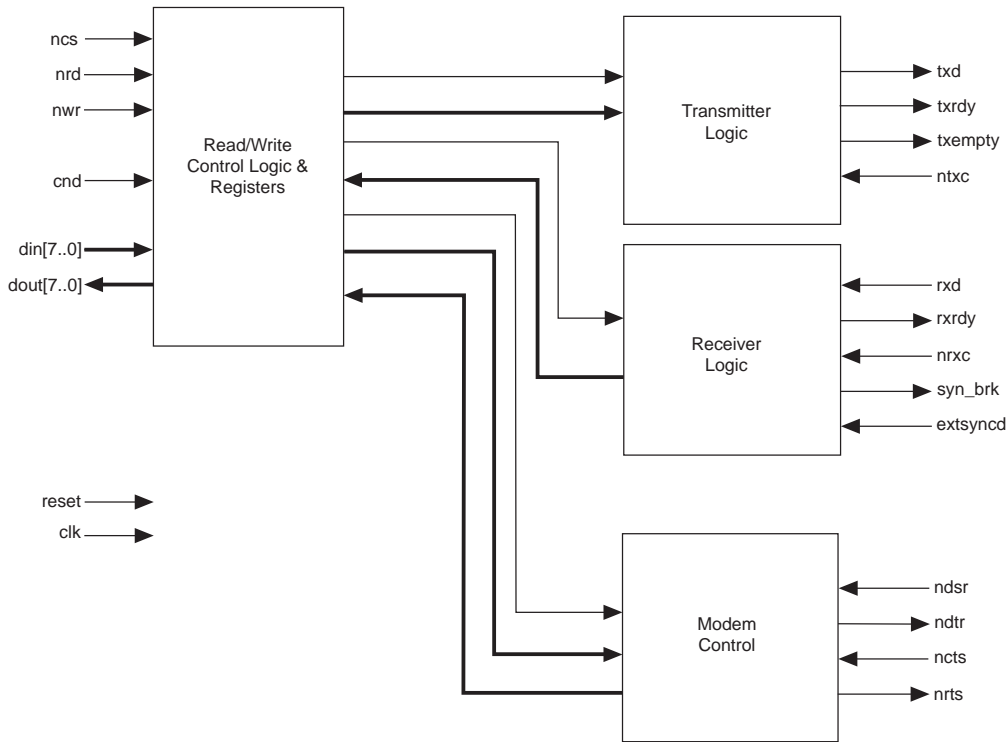 ncs
nrd
nwr
cnd
din[7..0]
dout[7..0]
Read/Write
Control Logic &
Registers
Transmitter
Logic
txd
txrdy
txempty
ntxc
Receiver
Logic
rxd
rxrdy
nrxc
syn_brk
extsyncd
reset
clk
Modem
Control
ndsr
ndtr
ncts
nrts